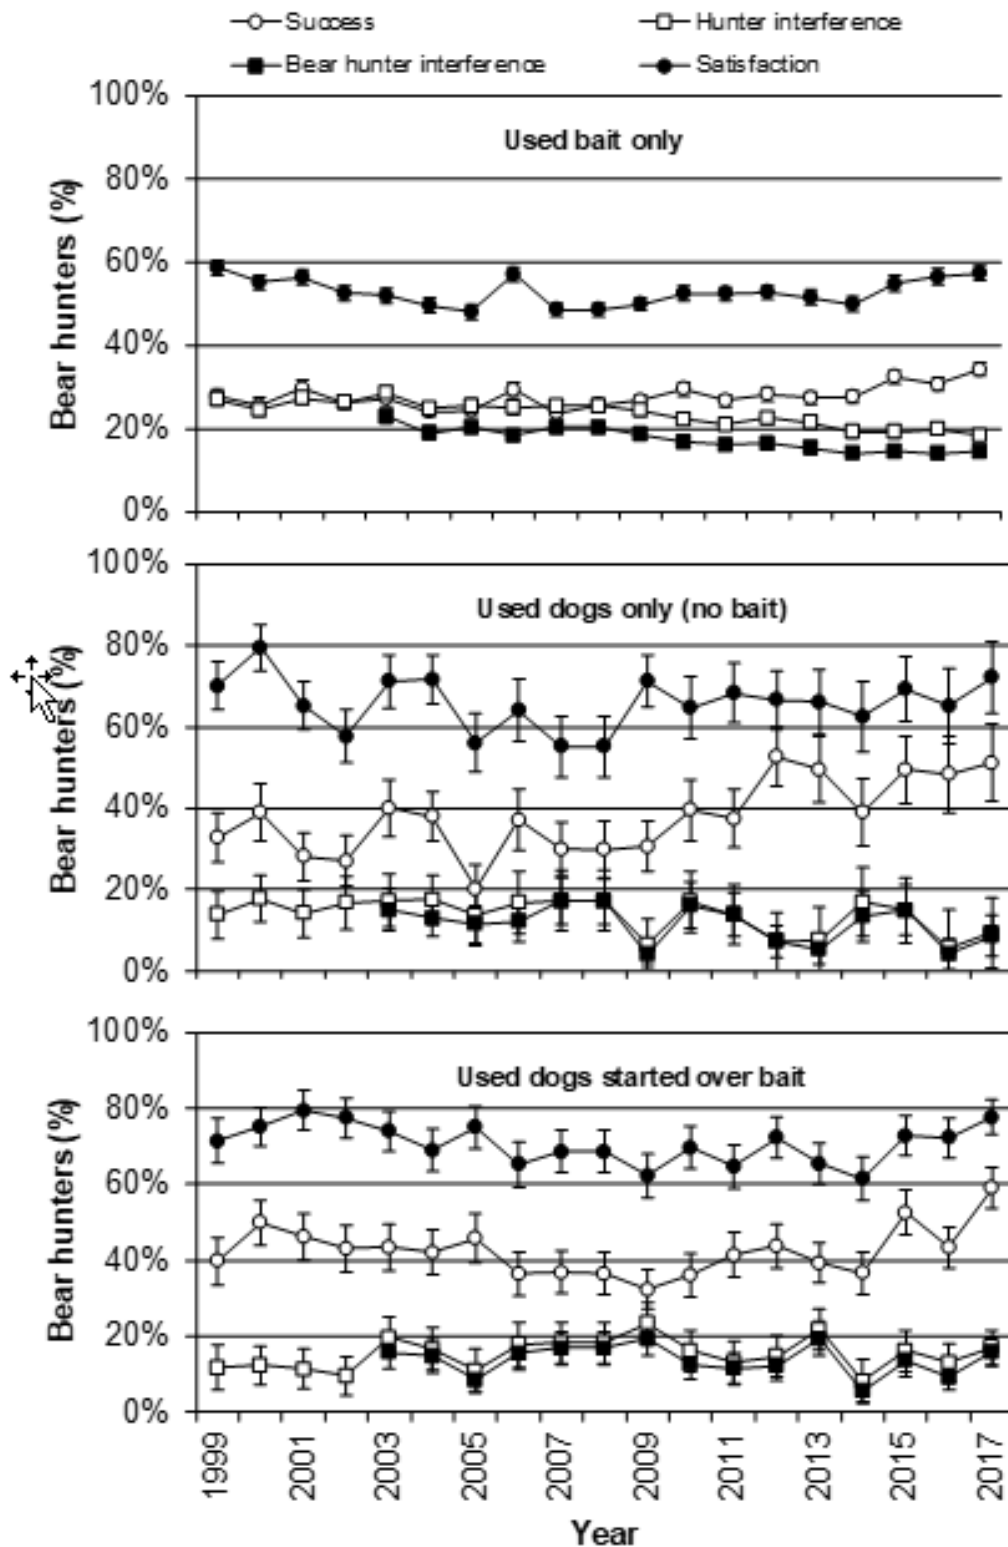 Success Hunter interference
Bear hunter interference Satisfaction
100%
Used bait only
80%
60%
40%
20%
0%
Bear hunters (%)
100%
Used dogs only (no bait)
80%
60%
40%
20%
0%
Bear hunters (%)
100%
Used dogs started over bait
80%
60%
40%
20%
0%
Bear hunters (%)
1999 2001 2003 2005 2007 2009 2011 2013 2015 2017
Year